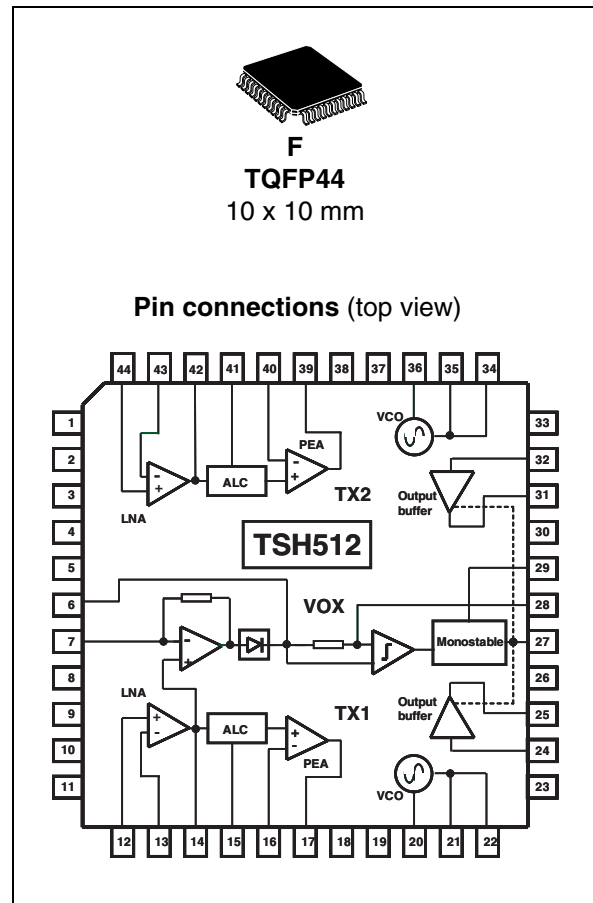 F
TQFP44
10 x 10 mm
Pin connections (top view)
44 43 42 41 40 39 38 37 36 35 34
1
2
3
4
5
6
7
8
9
10
11
33
32
31
30
29
28
27
26
25
24
23
VCO
PEA
- +
- +
ALC
LNA
TX2
Output
buffer
TSH512
VOX
-
+
Monostable
LNA
+
-
ALC
+
-
PEA
TX1
Output
buffer
VCO
12 13 14 15 16 17 18 19 20 21 22